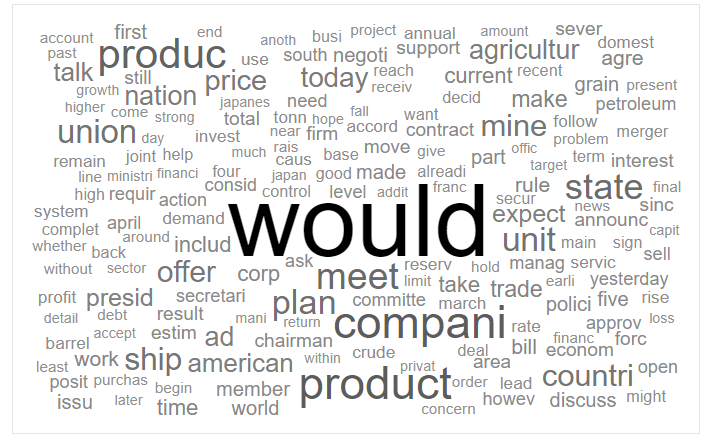 account first end anoth busi project annual amount sever domest
past produc use south negoti support agricultur agre
talk still price today reach current recent
growth nation japanes need receiv decid make grain present
higher come strong total tonn hope fall want petroleum
union day invest near firm accord contract mine follow merger
rais move give offic problem
remain joint help much caus base part target term interest
line ministri financi four japan good made alreadi
high requir action consid control level addit franc rule state final
system secur expect news sinc
complet april demand would announc capit
whether around includ unit main sign
back ask
without sector offer corp meet reserv hold manag servic sell
limit take trade earli yesterday
profit presid secretari plan committe march polici five rise
detail debt result mani compani rate approv loss
barrel accept estim ad return financ forc
chairman crude deal bill econom
least work ship american within area
posit purchas privat countri open
begin member product order lead
issu later time world concern howev discuss might